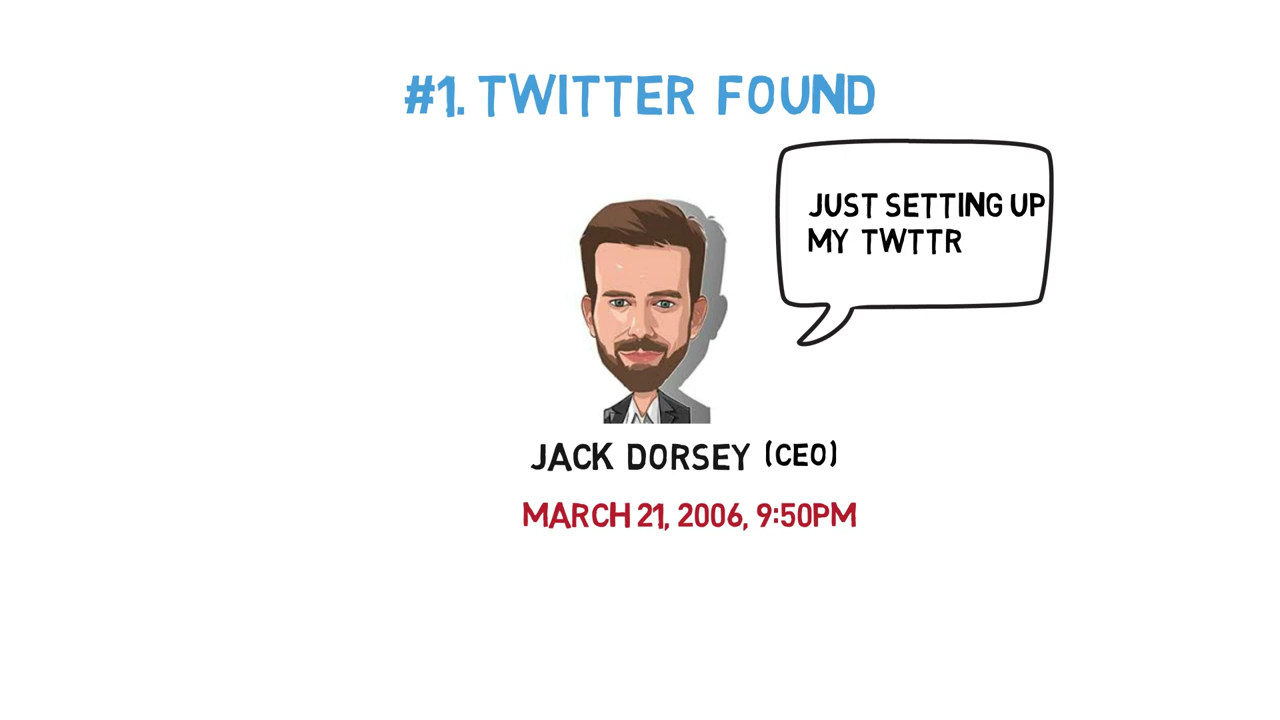 #1. TWITTER FOUND
JUST SETTING UP
MY TWTTR
JACK DORSEY (CEO)
MARCH 21, 2006, 9:50PM